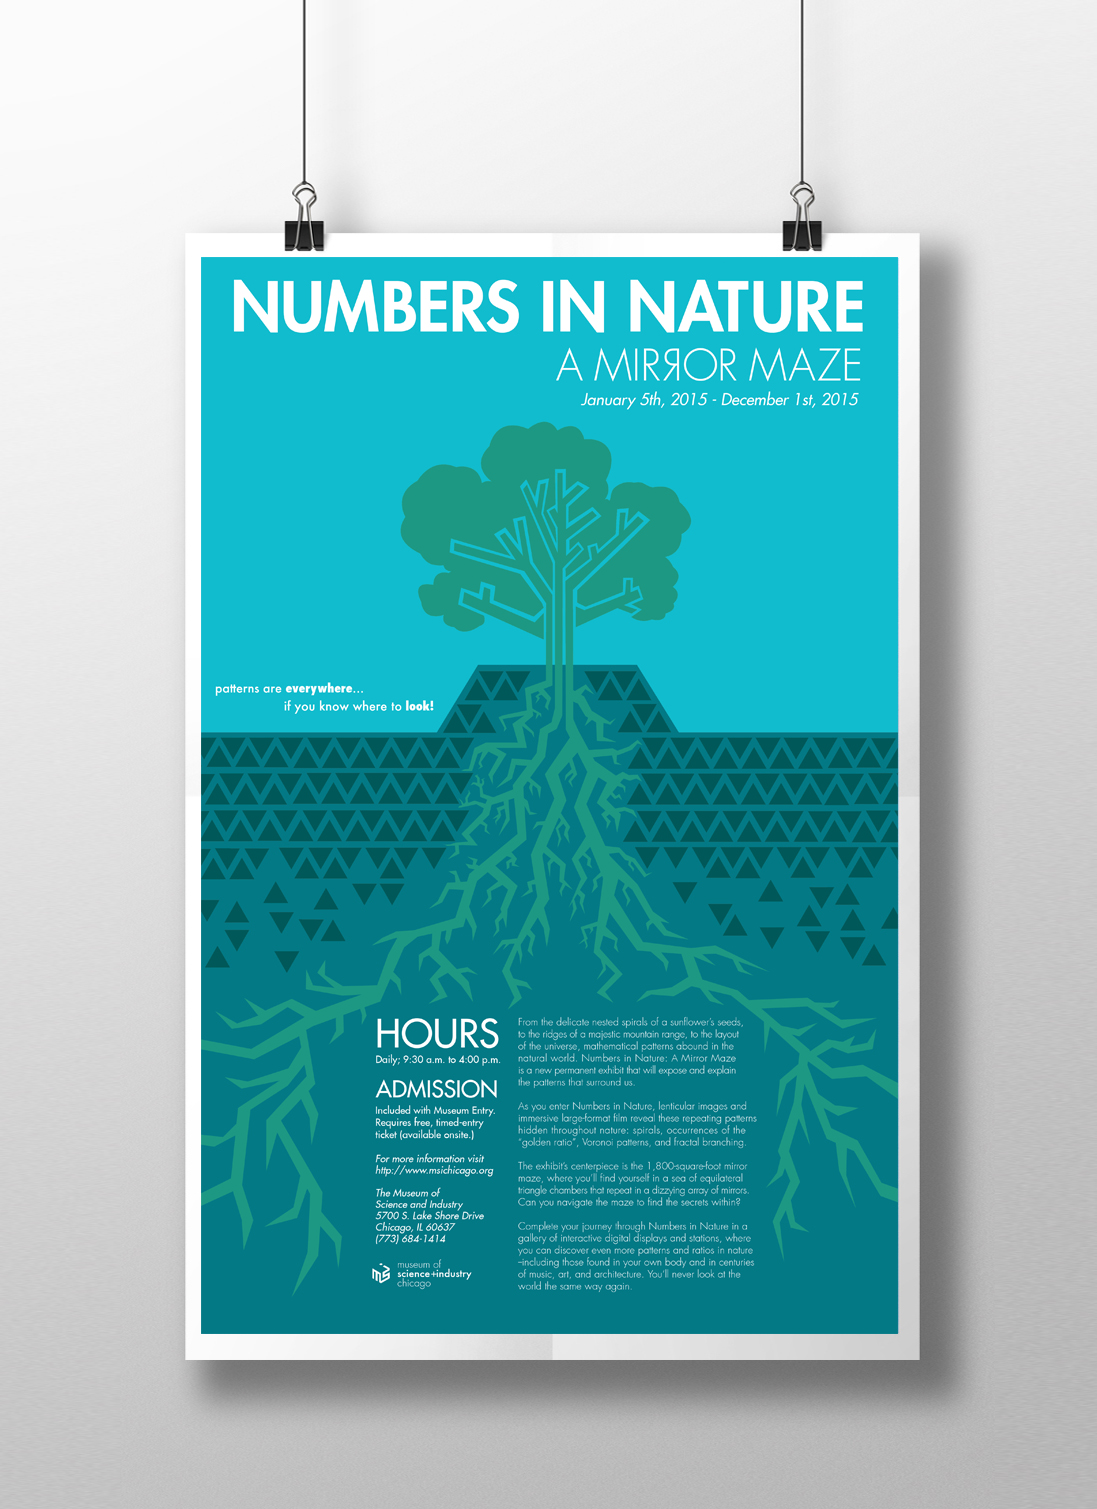 NUMBERS IN NATURE
A MIRЯOR MAZE
January 5th, 2015 - December 1st, 2015
patterns are everywhere...
if you know where to look!
HOURS
Daily; 9:30 a.m. to 4:00 p.m.
ADMISSION
Included with Museum Entry.
Requires free, timed-entry
ticket (available onsite.)
For more information visit
http://www.msichicago.org
The Museum of
Science and Industry
5700 S. Lake Shore Drive
Chicago, IL 60637
(773) 684-1414
museum of
science+industry
chicago
From the delicate nested spirals of a sunflower's seeds,
to the ridges of a majestic mountain range, to the layout
of the universe, mathematical patterns abound in the
natural world. Numbers in Nature: A Mirror Maze
is a new permanent exhibit that will expose and explain
the patterns that surround us.
As you enter Numbers in Nature, lenticular images and
immersive large-format film reveal these repeating patterns
hidden throughout nature: spirals, occurrences of the
"golden ratio", Voronoi patterns, and fractal branching.
The exhibit's centerpiece is the 1,800-square-foot mirror
maze, where you'll find yourself in a sea of equilateral
triangle chambers that repeat in a dizzying array of mirrors.
Can you navigate the maze to find the secrets within?
Complete your journey through Numbers in Nature in a
gallery of interactive digital displays and stations, where
you can discover even more patterns and ratios in nature
–including those found in your own body and in centuries
of music, art, and architecture. You'll never look at the
world the same way again.